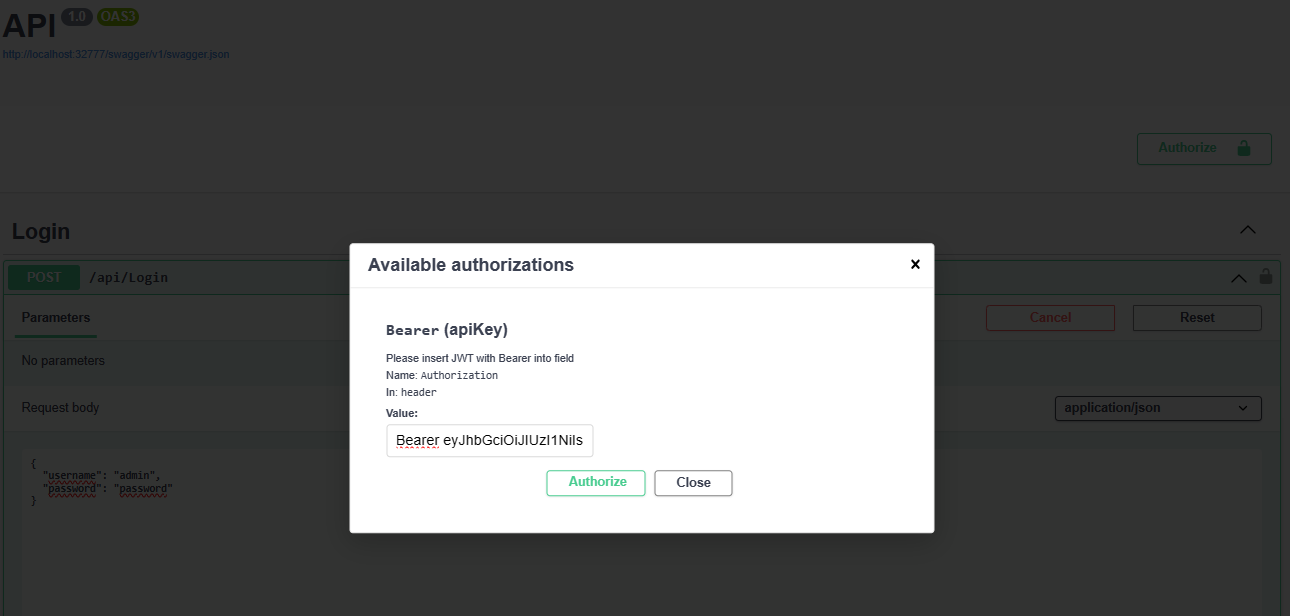 API 1.0 OAS3
http://localhost:32777/swagger/v1/swagger.json
Authorize
Login
POST /api/Login
Parameters
Cancel
Reset
No parameters
Request body
application/json
{
"username": "admin",
"password": "password"
}
Available authorizations
Bearer (apiKey)
Please insert JWT with Bearer into field
Name: Authorization
In: header
Value:
Bearer eyJhbGciOiJIUzI1NiIs
Authorize
Close